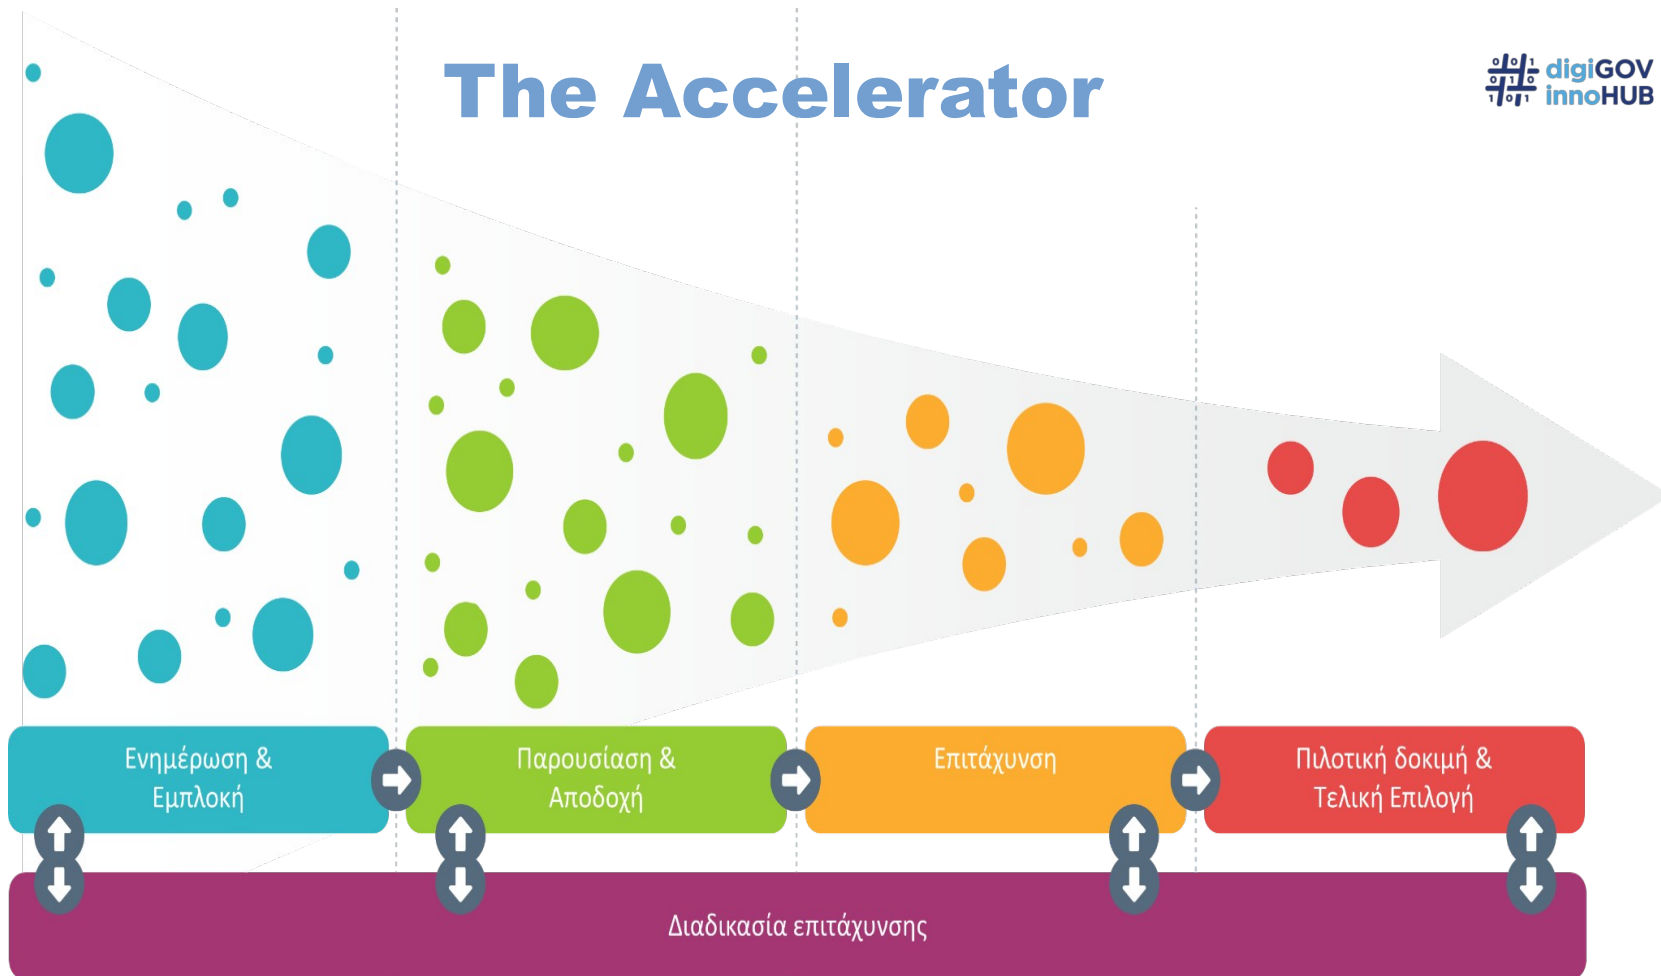 The Accelerator
digiGOV
innoHUB
Ενημέρωση &
Εμπλοκή
Παρουσίαση &
Αποδοχή
Επιτάχυνση
Πιλοτική δοκιμή &
Τελική Επιλογή
Διαδικασία επιτάχυνσης